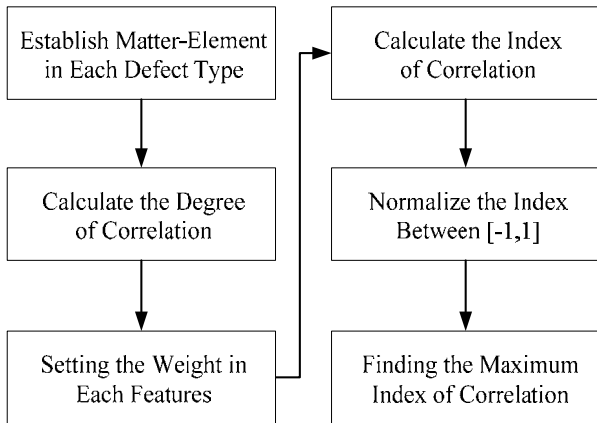 Establish Matter-Element
in Each Defect Type
Calculate the Degree
of Correlation
Setting the Weight in
Each Features
Calculate the Index
of Correlation
Normalize the Index
Between [-1,1]
Finding the Maximum
Index of Correlation